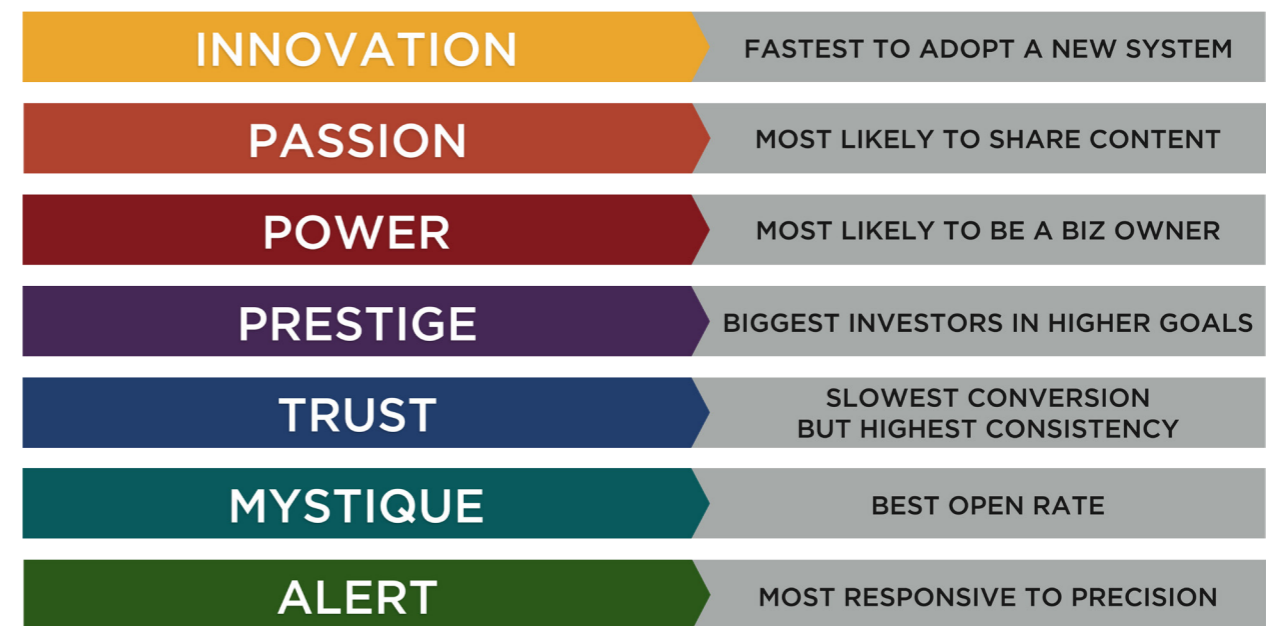 INNOVATION
FASTEST TO ADOPT A NEW SYSTEM
PASSION
MOST LIKELY TO SHARE CONTENT
POWER
MOST LIKELY TO BE A BIZ OWNER
PRESTIGE
BIGGEST INVESTORS IN HIGHER GOALS
TRUST
SLOWEST CONVERSION
BUT HIGHEST CONSISTENCY
MYSTIQUE
BEST OPEN RATE
ALERT
MOST RESPONSIVE TO PRECISION